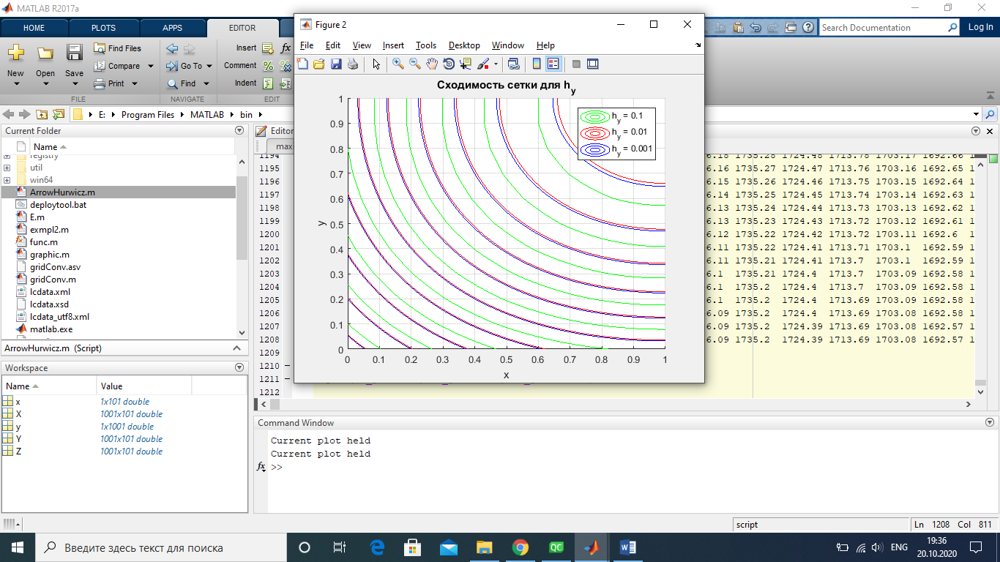 MATLAB R2017a
HOME PLOTS APPS EDITOR
Search Documentation
Log In
New Open Save
Find Files
Compare
Print
Go To
Find
Insert
Comment
Indent
FILE NAVIGATE EDIT
E: Program Files MATLAB bin
Current Folder
Name
registry
util
win64
ArrowHurwicz.m
deploytool.bat
E.m
exmpl2.m
func.m
graphic.m
gridConv.asv
gridConv.m
lcdata.xml
lcdata.xsd
lcdata_utf8.xml
matlab.exe
ArrowHurwicz.m (Script)
Workspace
Name Value
x 1x101 double
X 1001x101 double
y 1x1001 double
Y 1001x101 double
Z 1001x101 double
Figure 2
File Edit View Insert Tools Desktop Window Help
Сходимость сетки для hy
hy = 0.1
hy = 0.01
hy = 0.001
1
0.9
0.8
0.7
0.6
0.5
0.4
0.3
0.2
0.1
0
y
0 0.1 0.2 0.3 0.4 0.5 0.6 0.7 0.8 0.9 1
x
Editor
max
1194 6.18 1735.28 1724.48 1713.78 1703.17 1692.66 1
1195 6.16 1735.27 1724.47 1713.76 1703.16 1692.65 1
1196 6.15 1735.26 1724.46 1713.75 1703.15 1692.64 1
1197 6.14 1735.25 1724.45 1713.74 1703.14 1692.63 1
1198 6.13 1735.24 1724.44 1713.73 1703.13 1692.62 1
1199 6.13 1735.23 1724.43 1713.72 1703.12 1692.61 1
1200 6.12 1735.22 1724.42 1713.72 1703.11 1692.6 1
1201 6.11 1735.22 1724.41 1713.71 1703.1 1692.59 1
1202 6.11 1735.21 1724.41 1713.7 1703.1 1692.59 1
1203 6.1 1735.21 1724.4 1713.7 1703.09 1692.58 1
1204 6.1 1735.2 1724.4 1713.7 1703.09 1692.58 1
1205 6.1 1735.2 1724.4 1713.69 1703.09 1692.58 1
1206 6.09 1735.2 1724.4 1713.69 1703.08 1692.58 1
1207 6.09 1735.2 1724.39 1713.69 1703.08 1692.57 1
1208 6.09 1735.2 1724.39 1713.69 1703.08 1692.57 1
1209
1210 –
1211 –
1212
Command Window
Current plot held
Current plot held
fx >>
script Ln 1208 Col 811
Введите здесь текст для поиска
QC
ENG
19:36
20.10.2020